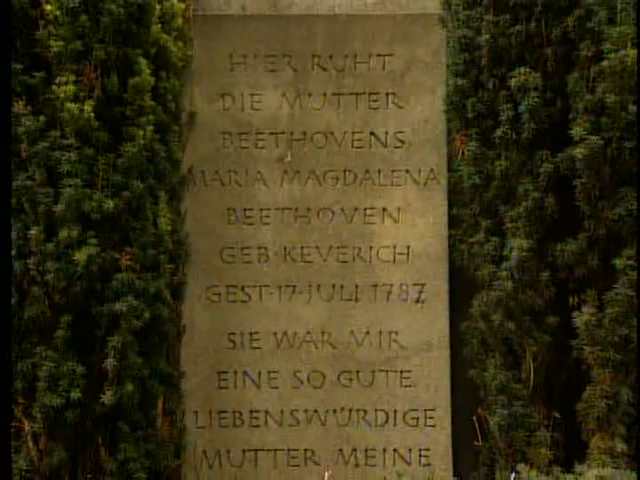 HIER RUHT
DIE MUTTER
BEETHOVENS
MARIA MAGDALENA
BEETHOVEN
GEB·KEVERICH
GEST·17·JULI 1787
SIE WAR MIR
EINE SO GUTE
LIEBENSWÜRDIGE
MUTTER MEINE